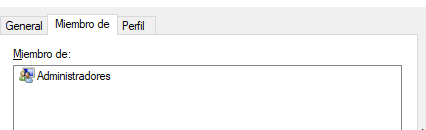 General Miembro de Perfil
Miembro de:
Administradores